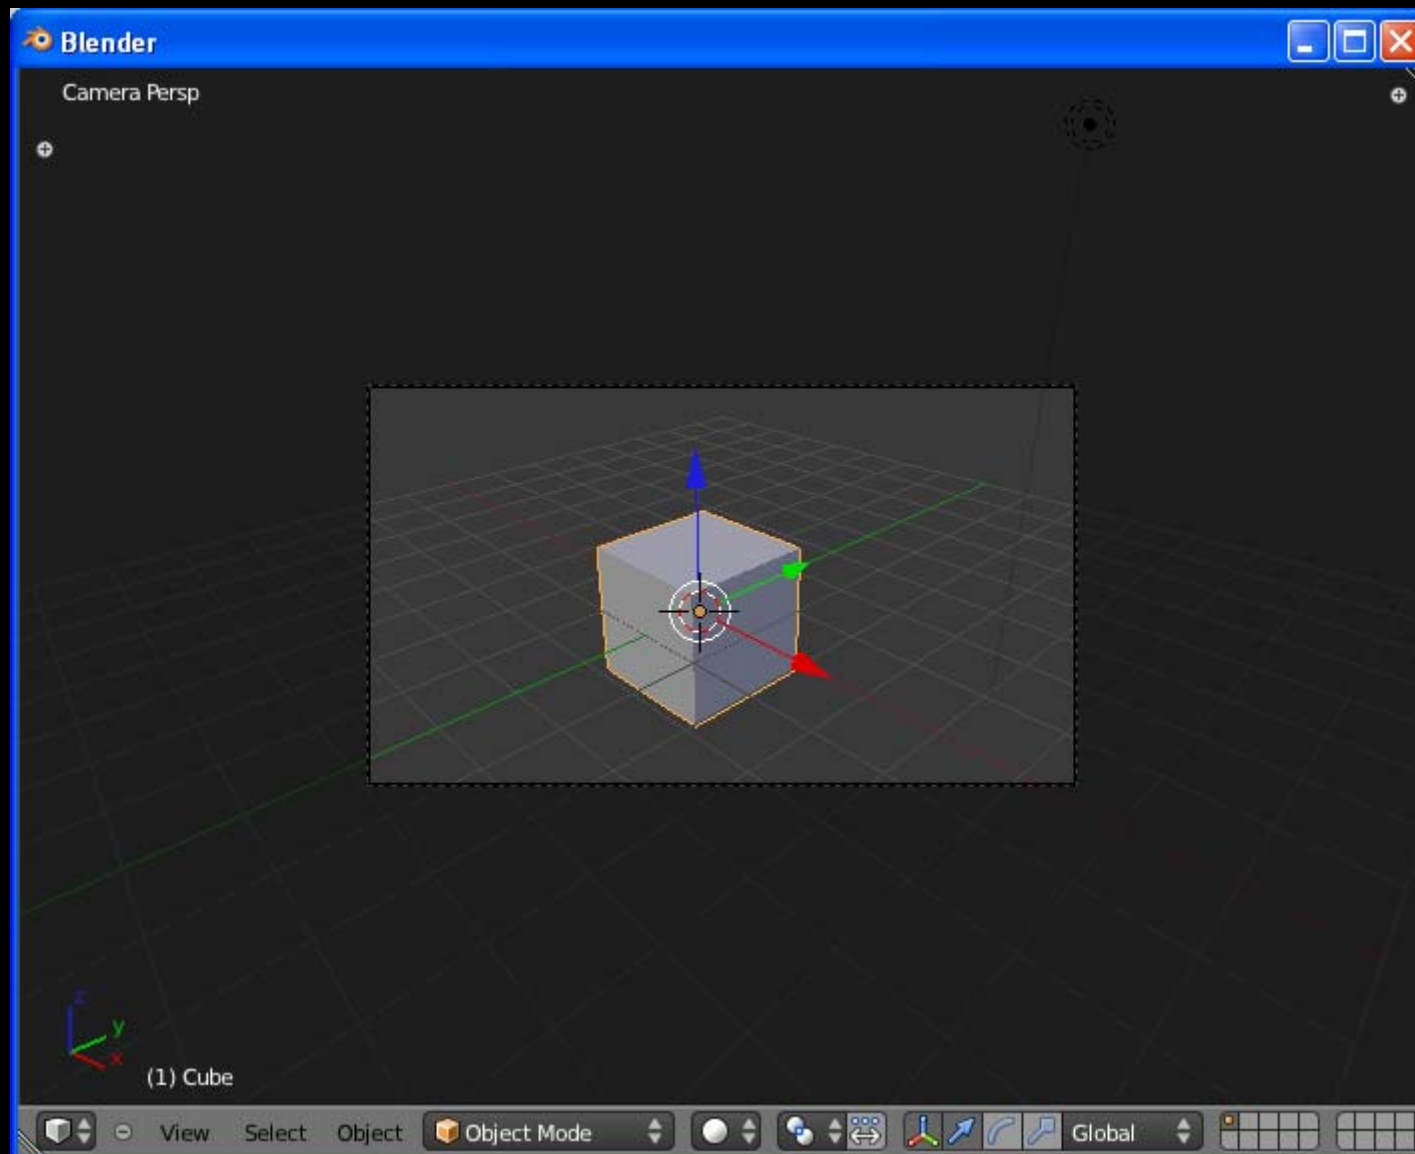 Blender
Camera Persp
z
y
x
(1) Cube
View Select Object Object Mode Global